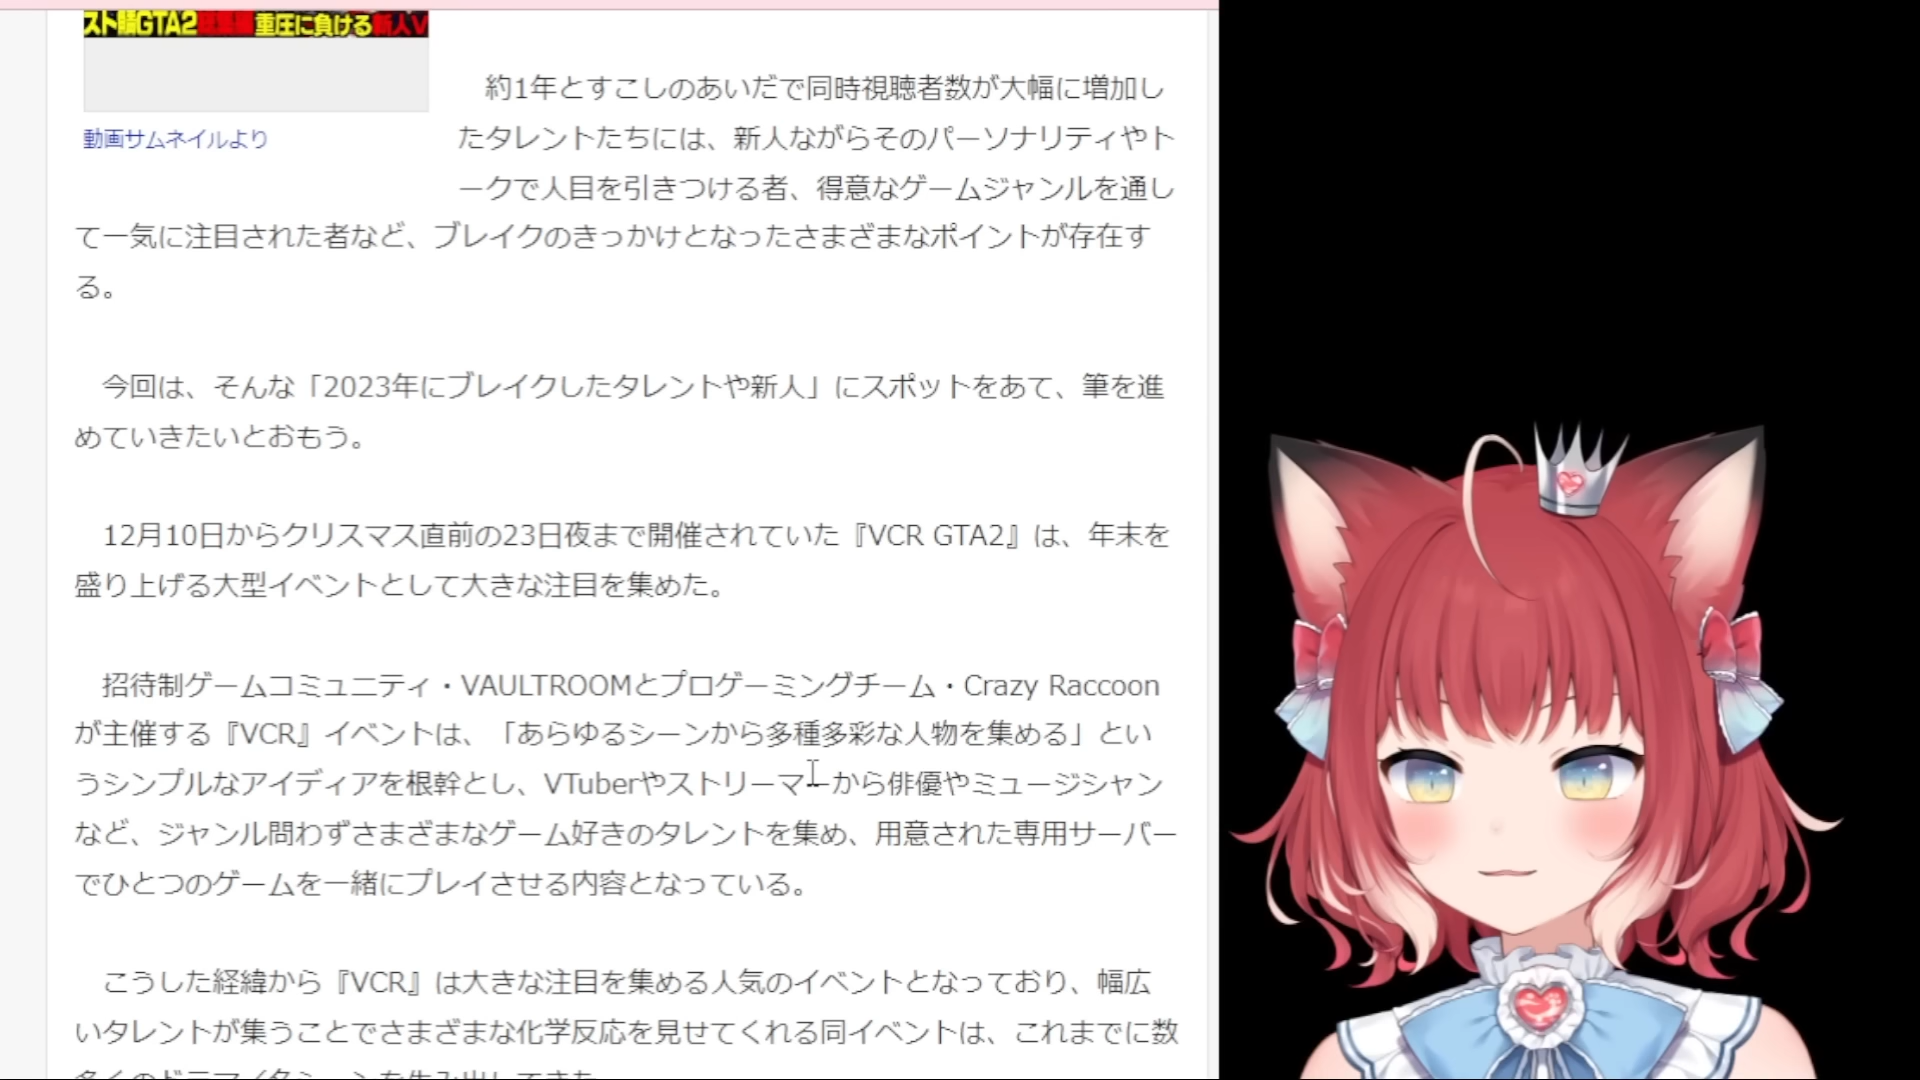 スト鯖GTA2総集編重圧に負ける新人V
動画サムネイルより
約1年とすこしのあいだで同時視聴者数が大幅に増加し
たタレントたちには、新人ながらそのパーソナリティやト
ークで人目を引きつける者、得意なゲームジャンルを通し
て一気に注目された者など、ブレイクのきっかけとなったさまざまなポイントが存在す
る。
今回は、そんな「2023年にブレイクしたタレントや新人」にスポットをあて、筆を進
めていきたいとおもう。
12月10日からクリスマス直前の23日夜まで開催されていた『VCR GTA2』は、年末を
盛り上げる大型イベントとして大きな注目を集めた。
招待制ゲームコミュニティ・VAULTROOMとプロゲーミングチーム・Crazy Raccoon
が主催する『VCR』イベントは、「あらゆるシーンから多種多彩な人物を集める」とい
うシンプルなアイディアを根幹とし、VTuberやストリーマーから俳優やミュージシャン
など、ジャンル問わずさまざまなゲーム好きのタレントを集め、用意された専用サーバー
でひとつのゲームを一緒にプレイさせる内容となっている。
こうした経緯から『VCR』は大きな注目を集める人気のイベントとなっており、幅広
いタレントが集うことでさまざまな化学反応を見せてくれる同イベントは、これまでに数